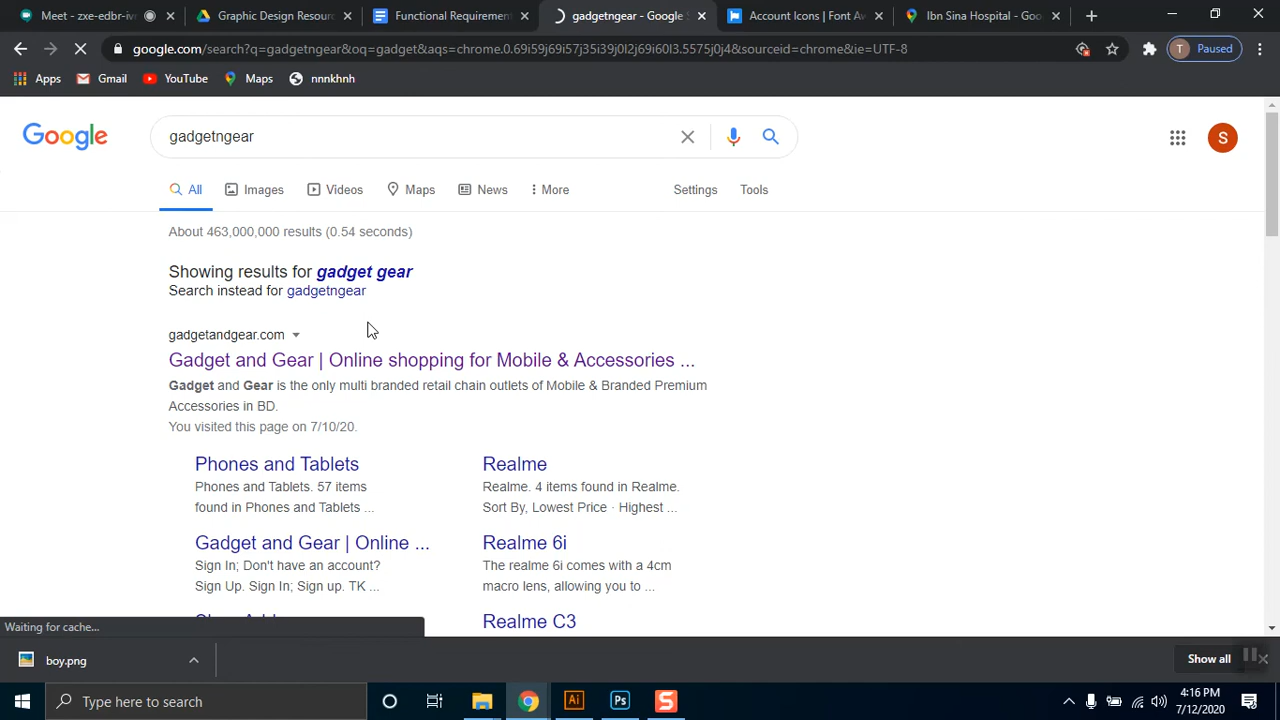 Meet - zxe-edbr-i
Graphic Design Resour
Functional Requirement
gadgetngear - Google S
Account Icons | Font Aw
Ibn Sina Hospital - Goo
google.com/search?q=gadgetngear&oq=gadget&aqs=chrome.0.69i59j69i57j35i39j0l2j69i60l3.5575j0j4&sourceid=chrome&ie=UTF-8
T Paused
Apps Gmail YouTube Maps nnnkhnh
Google gadgetngear S
All Images Videos Maps News More Settings Tools
About 463,000,000 results (0.54 seconds)
Showing results for gadget gear
Search instead for gadgetngear
gadgetandgear.com
Gadget and Gear | Online shopping for Mobile & Accessories ...
Gadget and Gear is the only multi branded retail chain outlets of Mobile & Branded Premium
Accessories in BD.
You visited this page on 7/10/20.
Phones and Tablets
Phones and Tablets. 57 items
found in Phones and Tablets ...
Realme
Realme. 4 items found in Realme.
Sort By, Lowest Price · Highest ...
Gadget and Gear | Online ...
Sign In; Don't have an account?
Sign Up. Sign In; Sign up. TK ...
Realme 6i
The realme 6i comes with a 4cm
macro lens, allowing you to ...
Realme C3
Waiting for cache...
boy.png
Show all
Type here to search
Ai
Ps
S
4:16 PM
7/12/2020